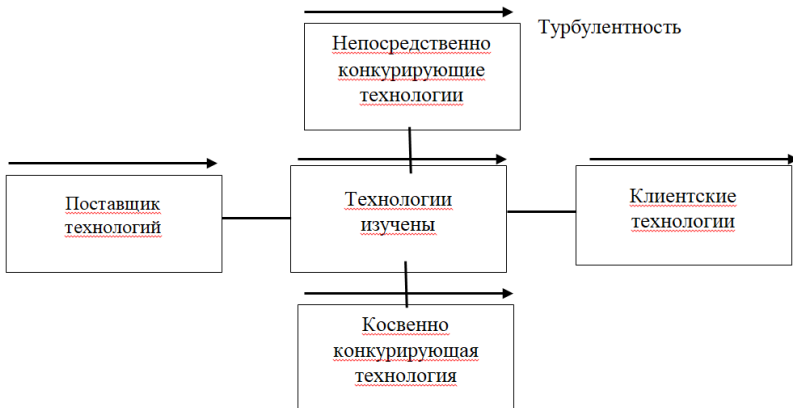 Турбулентность
Непосредственно
конкурирующие
технологии
Поставщик
технологий
Технологии
изучены
Клиентские
технологии
Косвенно
конкурирующая
технология